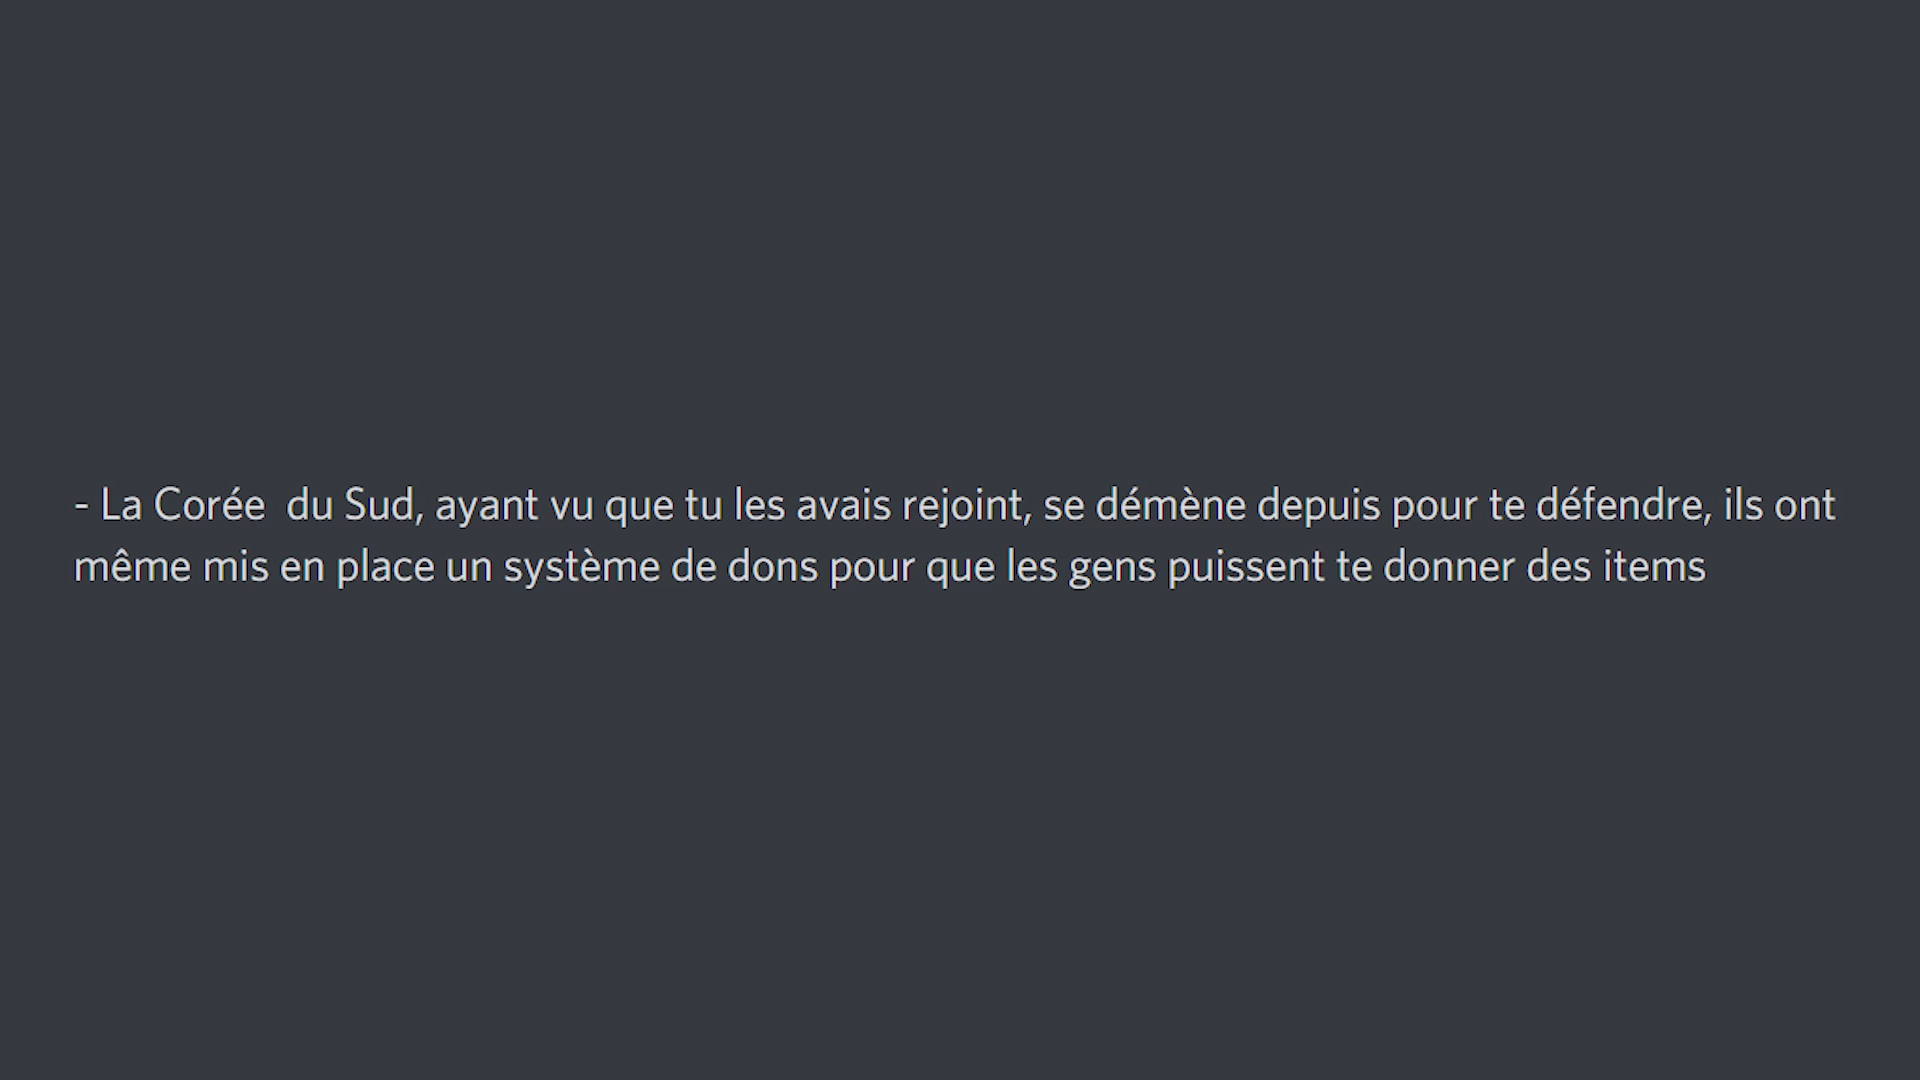 - La Corée  du Sud, ayant vu que tu les avais rejoint, se démène depuis pour te défendre, ils ont
même mis en place un système de dons pour que les gens puissent te donner des items